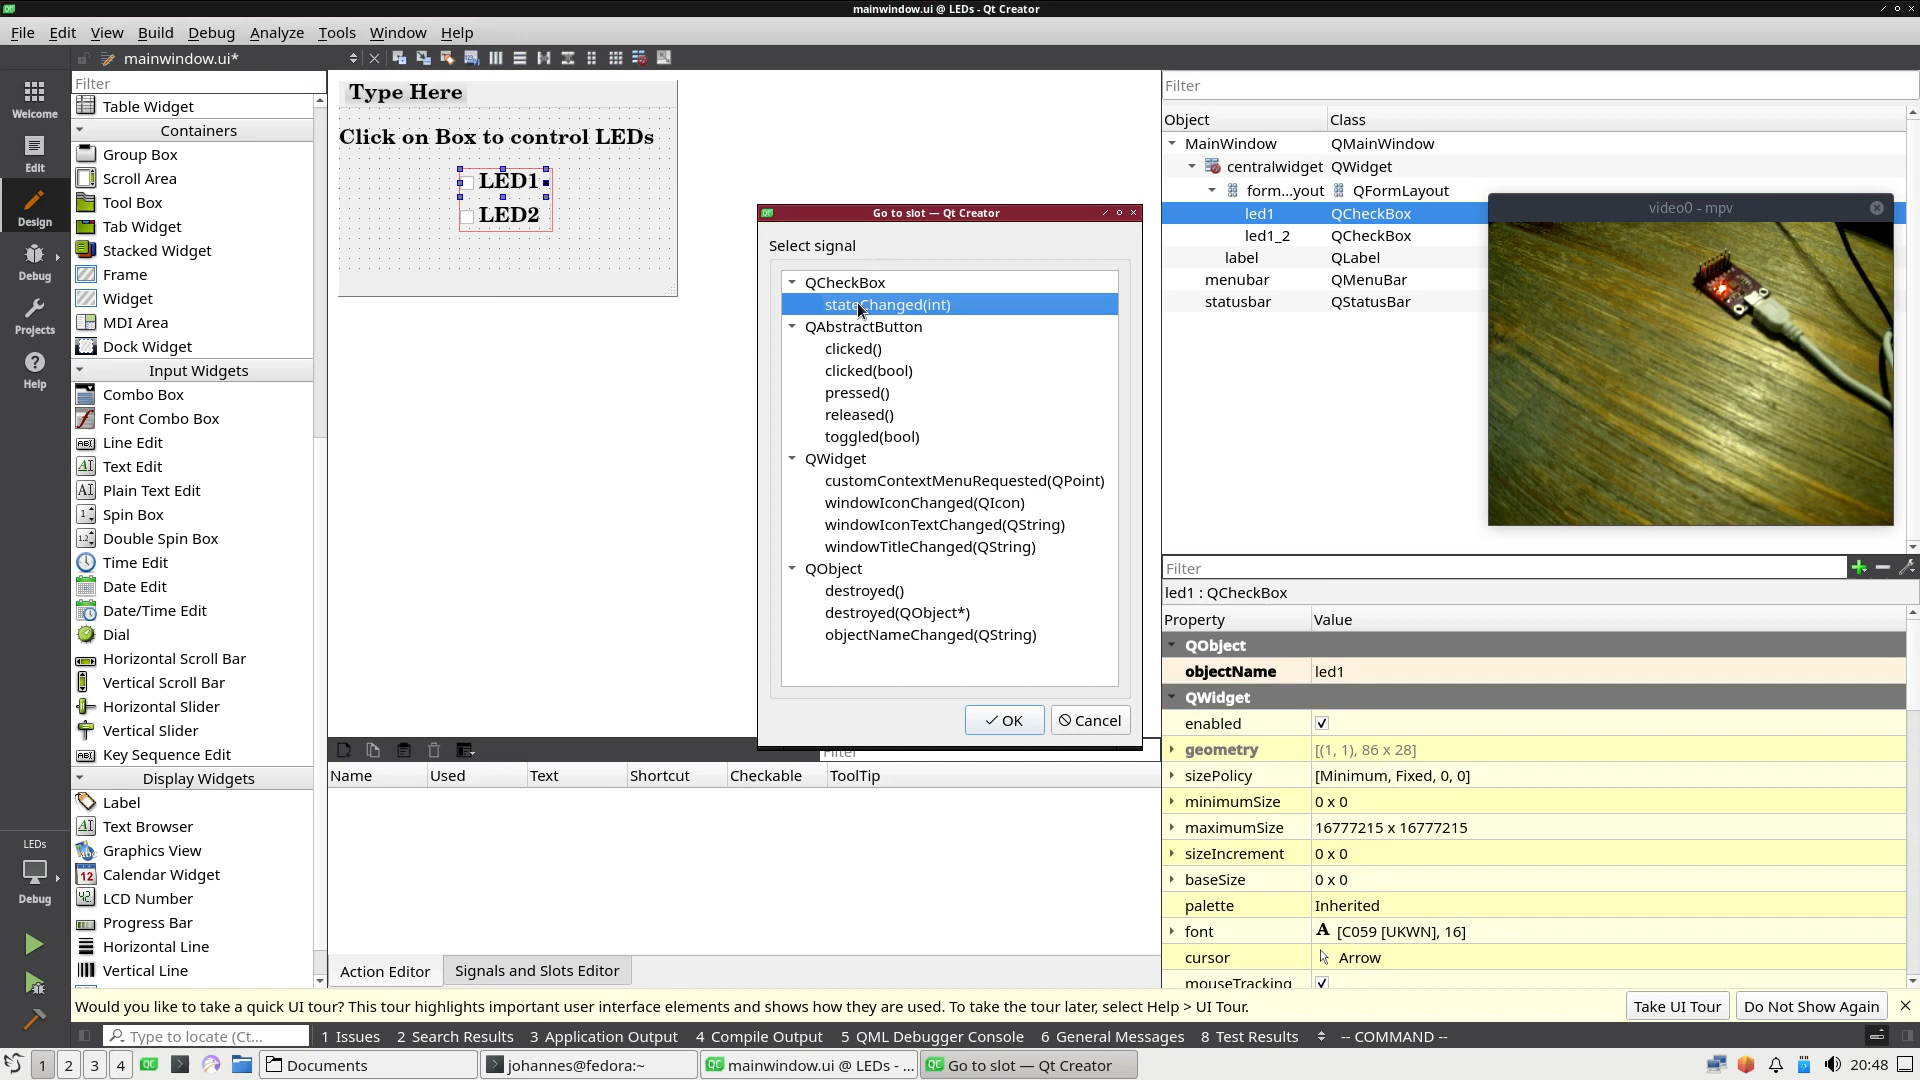 mainwindow.ui @ LEDs - Qt Creator
File Edit View Build Debug Analyze Tools Window Help
mainwindow.ui*
Welcome
Edit
Design
Debug
Projects
Help
LEDs
Debug
Filter
Table Widget
Containers
Group Box
Scroll Area
Tool Box
Tab Widget
Stacked Widget
Frame
Widget
MDI Area
Dock Widget
Input Widgets
Combo Box
Font Combo Box
Line Edit
Text Edit
Plain Text Edit
Spin Box
Double Spin Box
Time Edit
Date Edit
Date/Time Edit
Dial
Horizontal Scroll Bar
Vertical Scroll Bar
Horizontal Slider
Vertical Slider
Key Sequence Edit
Display Widgets
Label
Text Browser
Graphics View
Calendar Widget
LCD Number
Progress Bar
Horizontal Line
Vertical Line
Type Here
Click on Box to control LEDs
LED1
LED2
Go to slot — Qt Creator
Select signal
QCheckBox
stateChanged(int)
QAbstractButton
clicked()
clicked(bool)
pressed()
released()
toggled(bool)
QWidget
customContextMenuRequested(QPoint)
windowIconChanged(QIcon)
windowIconTextChanged(QString)
windowTitleChanged(QString)
QObject
destroyed()
destroyed(QObject*)
objectNameChanged(QString)
OK Cancel
Filter
Name Used Text Shortcut Checkable ToolTip
Action Editor Signals and Slots Editor
Filter
Object Class
MainWindow QMainWindow
centralwidget QWidget
form...yout QFormLayout
led1 QCheckBox
led1_2 QCheckBox
label QLabel
menubar QMenuBar
statusbar QStatusBar
video0 - mpv
Filter
led1 : QCheckBox
Property Value
QObject
objectName led1
QWidget
enabled
geometry [(1, 1), 86 x 28]
sizePolicy [Minimum, Fixed, 0, 0]
minimumSize 0 x 0
maximumSize 16777215 x 16777215
sizeIncrement 0 x 0
baseSize 0 x 0
palette Inherited
font A [C059 [UKWN], 16]
cursor Arrow
mouseTracking
Would you like to take a quick UI tour? This tour highlights important user interface elements and shows how they are used. To take the tour later, select Help > UI Tour. Take UI Tour Do Not Show Again
Type to locate (Ct... 1 Issues 2 Search Results 3 Application Output 4 Compile Output 5 QML Debugger Console 6 General Messages 8 Test Results -- COMMAND --
1 2 3 4 Documents johannes@fedora:~ mainwindow.ui @ LEDs - ... Go to slot — Qt Creator 20:48